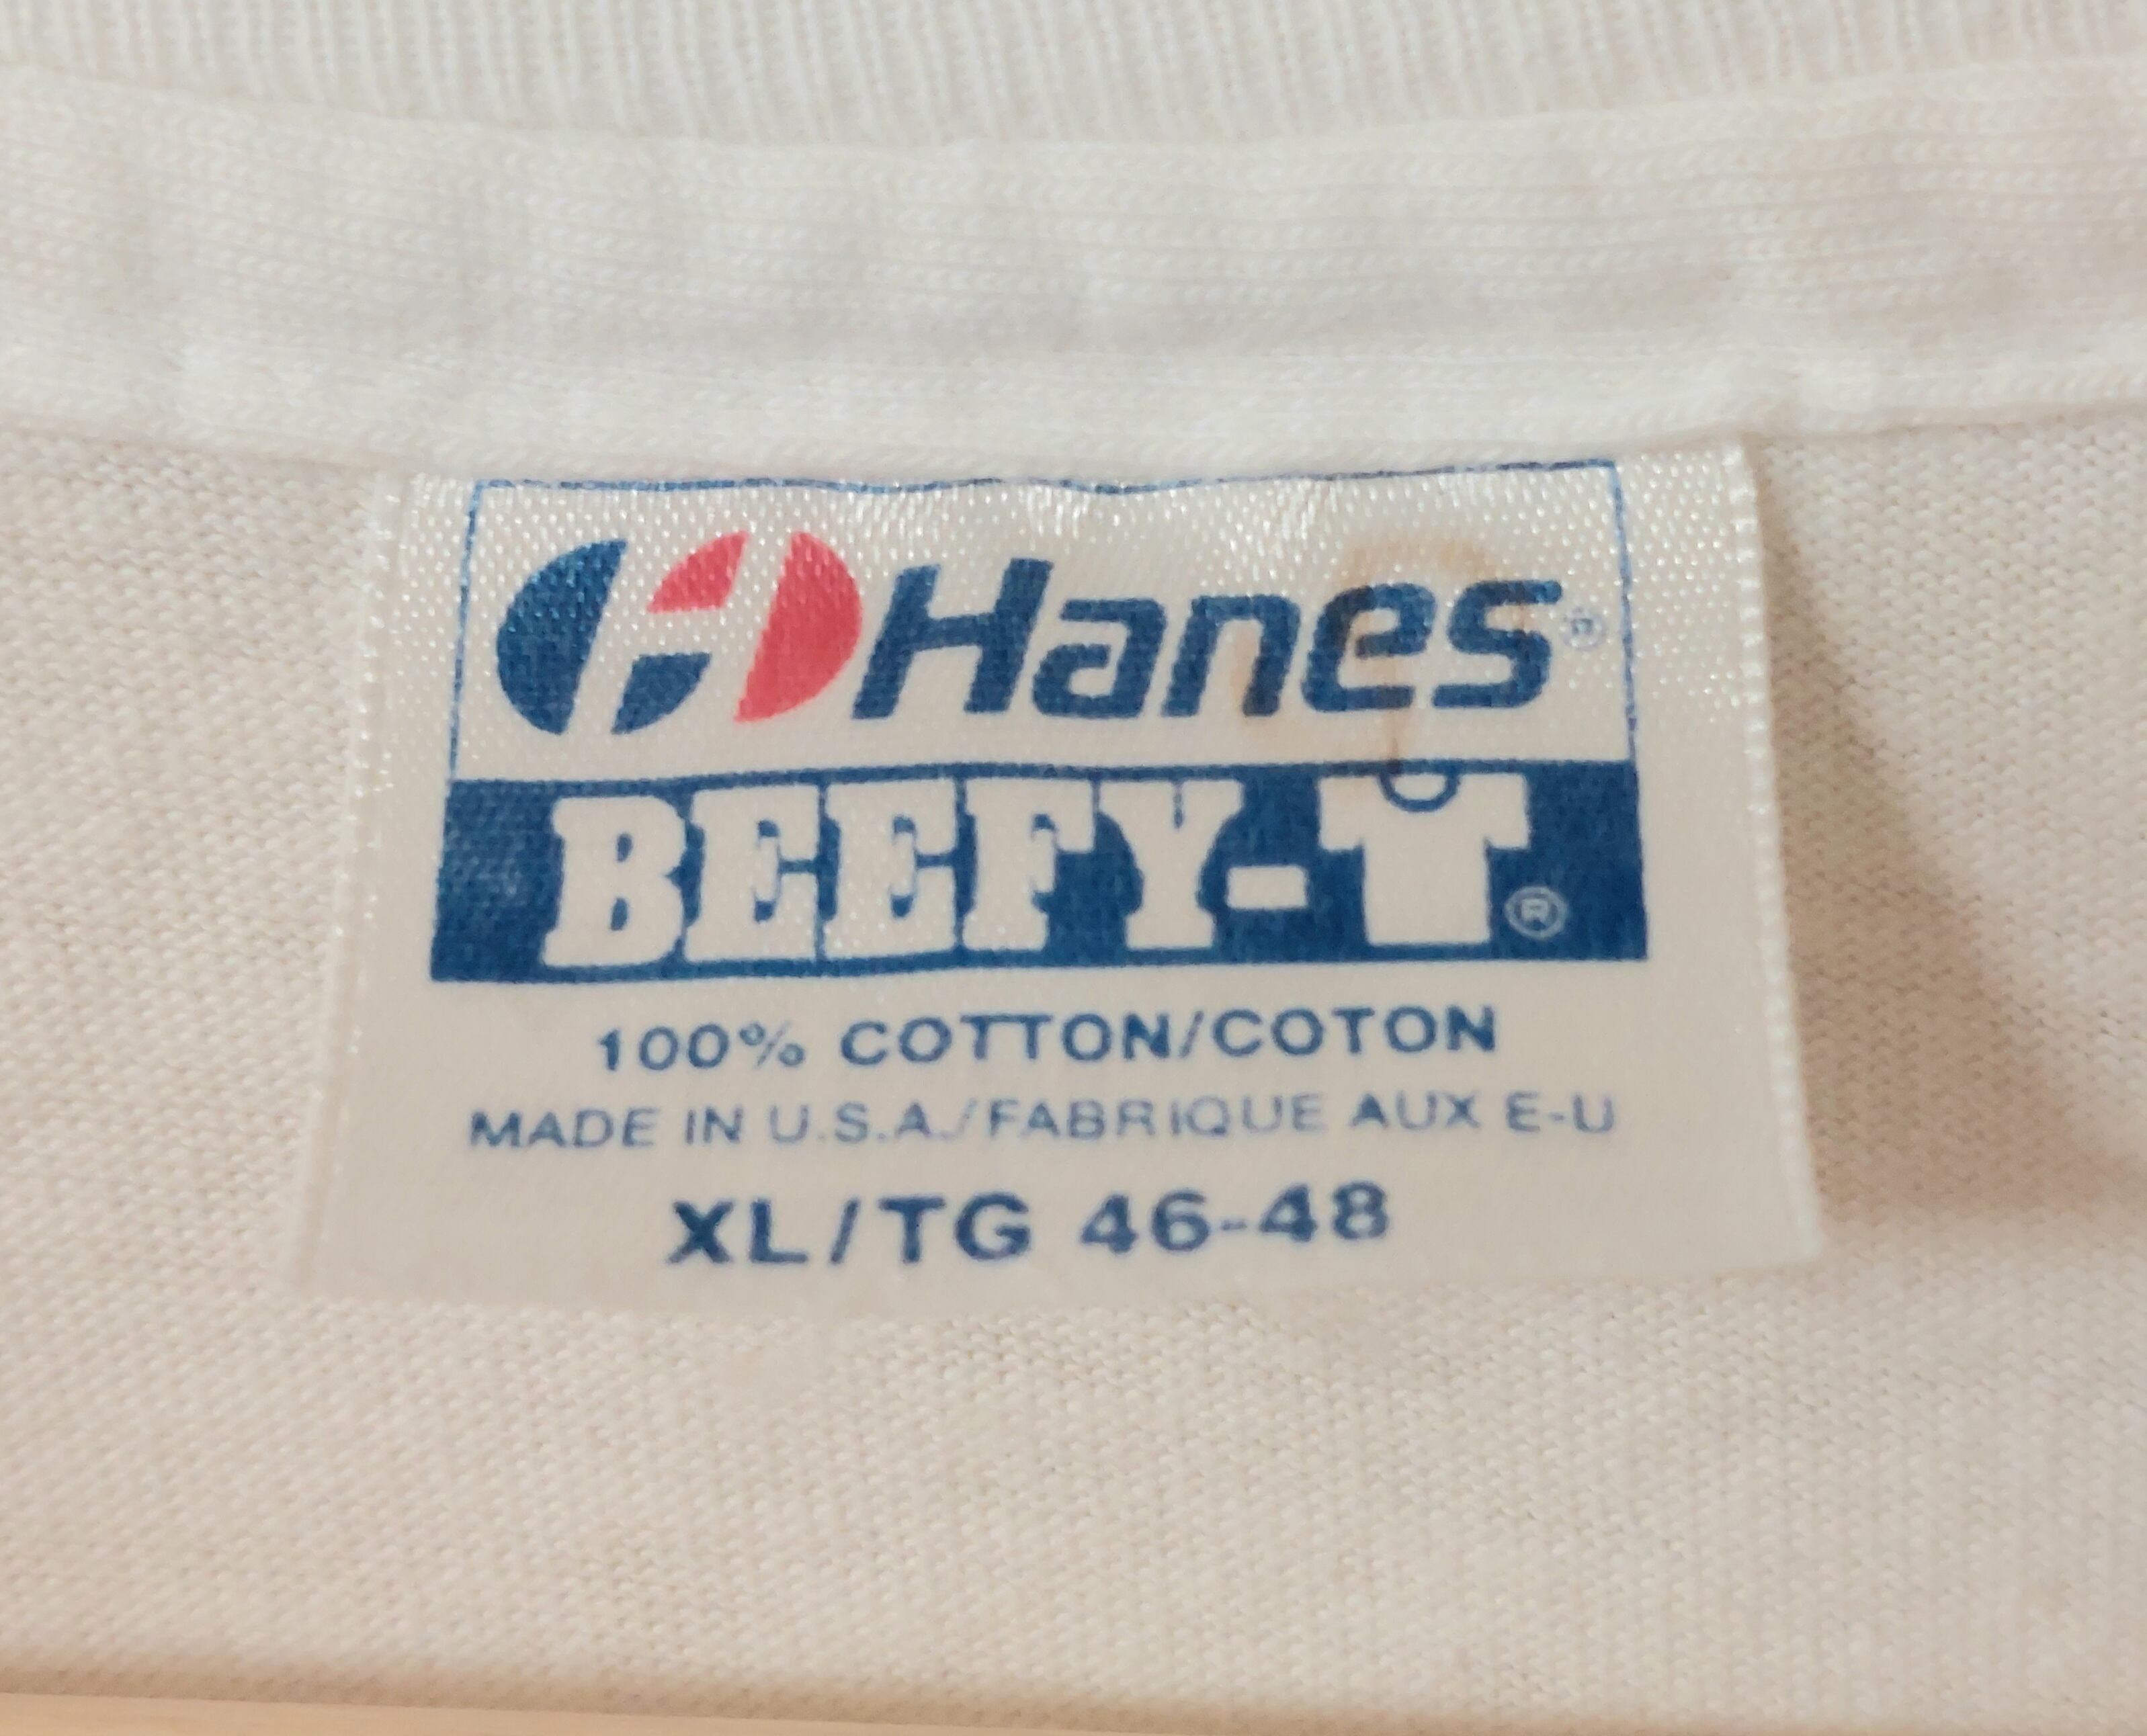 Hanes®
BEEFY-T®
100% COTTON/COTON
MADE IN U.S.A./FABRIQUE AUX E-U
XL/TG 46-48